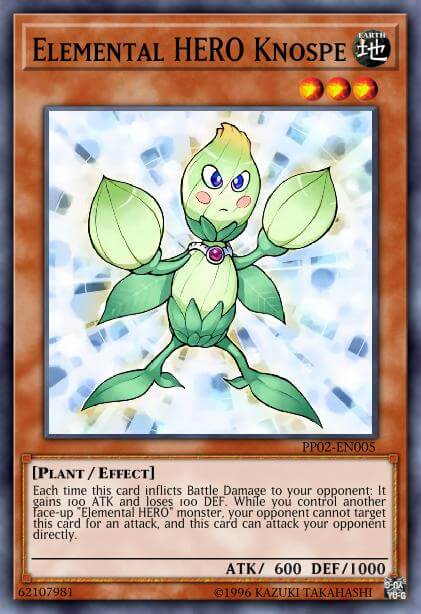 Elemental HERO Knospe
EARTH
地
PP02-EN005
[Plant / Effect]
Each time this card inflicts Battle Damage to your opponent: It
gains 100 ATK and loses 100 DEF. While you control another
face-up "Elemental HERO" monster, your opponent cannot target
this card for an attack, and this card can attack your opponent
directly.
ATK/ 600 DEF/1000
62107981
©1996 KAZUKI TAKAHASHI